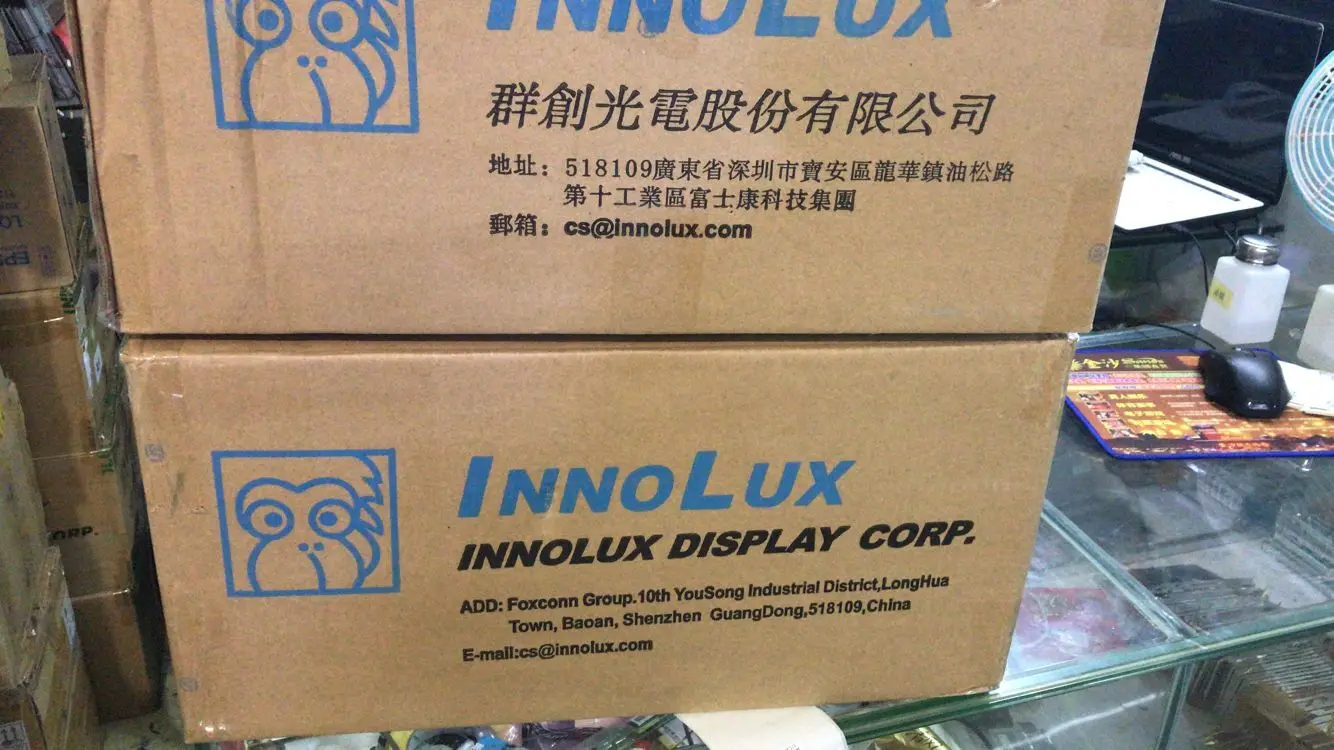 INNOLUX
群創光電股份有限公司
地址：518109廣東省深圳市寶安區龍華鎮油松路
第十工業區富士康科技集團
郵箱：cs@innolux.com
INNOLUX
INNOLUX DISPLAY CORP.
ADD: Foxconn Group.10th YouSong Industrial District,LongHua
Town, Baoan, Shenzhen GuangDong,518109,China
E-mail:cs@innolux.com
ORP.
金沙